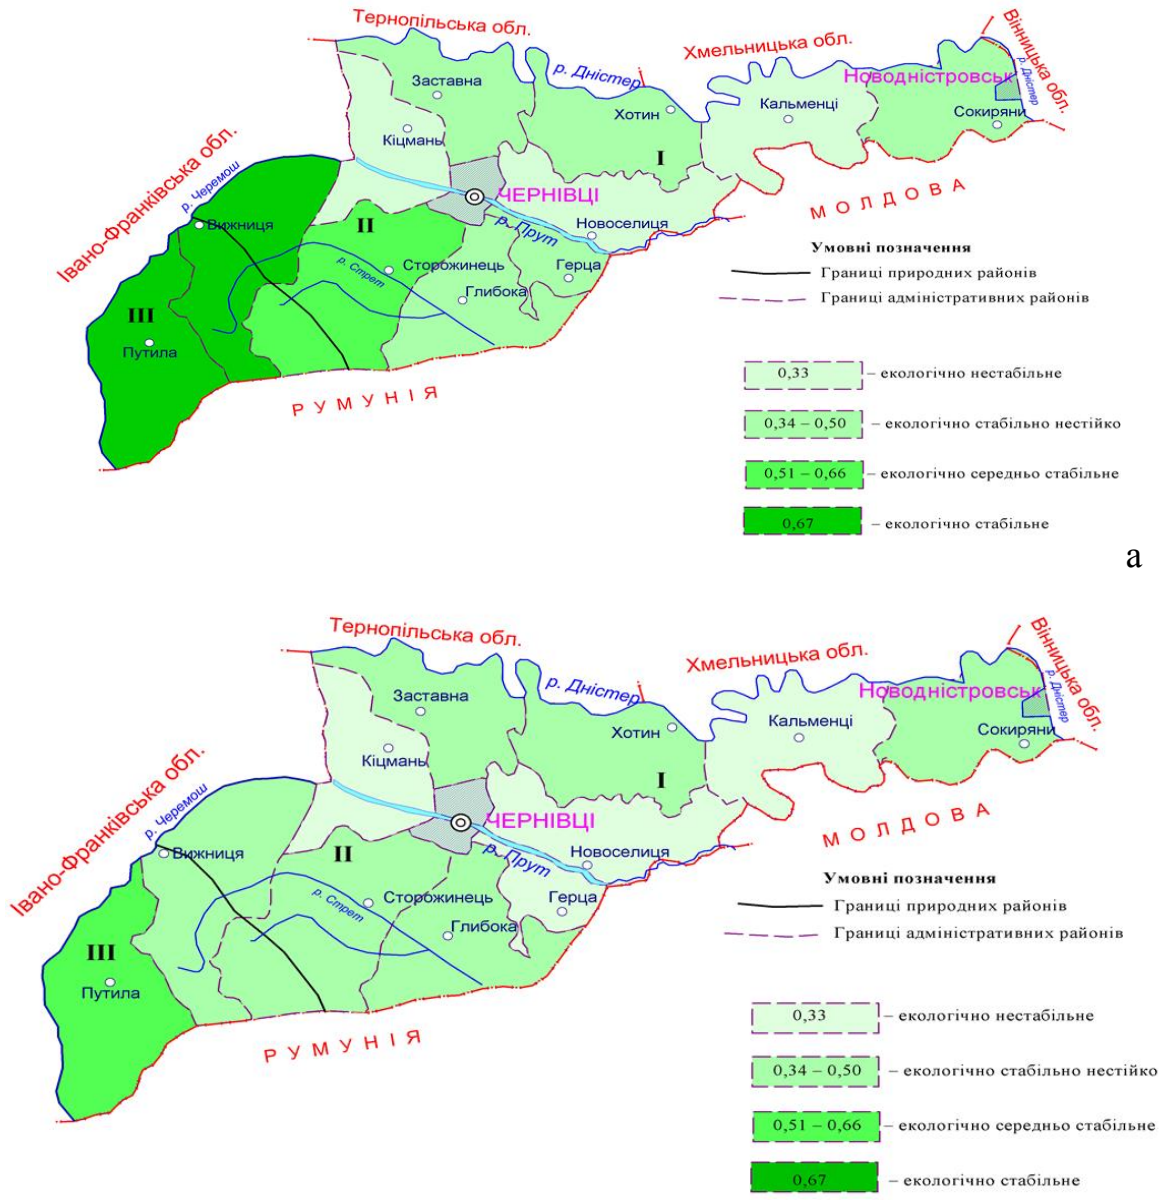 Тернопільська обл.
Хмельницька обл.
Вінницька обл.
р. Дністер
р. Дністер
Новодністровськ
Заставна
Хотин
Кальменці
Сокиряни
Кіцмань
I
Івано-Франківська обл.
р. Черемош
ЧЕРНІВЦІ
МОЛДОВА
Вижниця
II
р. Прут
Новоселиця
р. Стрет
Сторожинець
Герца
Глибока
III
Путила
РУМУНІЯ
Умовні позначення
Границі природних районів
Границі адміністративних районів
0,33 – екологічно нестабільне
0,34 – 0,50 – екологічно стабільно нестійко
0,51 – 0,66 – екологічно середньо стабільне
0,67 – екологічно стабільне
а
Тернопільська обл.
Хмельницька обл.
Вінницька обл.
р. Дністер
р. Дністер
Новодністровськ
Заставна
Хотин
Кальменці
Сокиряни
Кіцмань
I
Івано-Франківська обл.
р. Черемош
ЧЕРНІВЦІ
МОЛДОВА
Вижниця
II
р. Прут
Новоселиця
р. Стрет
Сторожинець
Герца
Глибока
III
Путила
РУМУНІЯ
Умовні позначення
Границі природних районів
Границі адміністративних районів
0,33 – екологічно нестабільне
0,34 – 0,50 – екологічно стабільно нестійко
0,51 – 0,66 – екологічно середньо стабільне
0,67 – екологічно стабільне